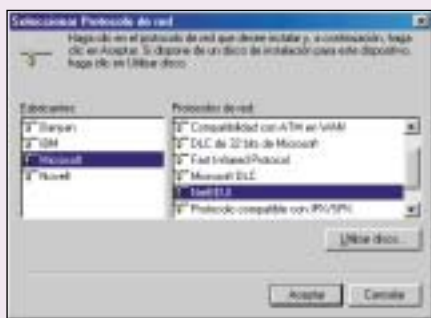 Seleccionar Protocolo de red
Haga clic en el protocolo de red que desee instalar y, a continuación, haga
clic en Aceptar. Si dispone de un disco de instalación para este dispositivo,
haga clic en Utilizar disco.
Fabricantes:
Protocolos de red:
Banyan
IBM
Microsoft
Novell
Compatibilidad con ATM en WAN
DLC de 32 bits de Microsoft
Fast Infrared Protocol
Microsoft DLC
NetBEUI
Protocolo compatible con IPX/SPX
Utilizar disco...
Aceptar
Cancelar